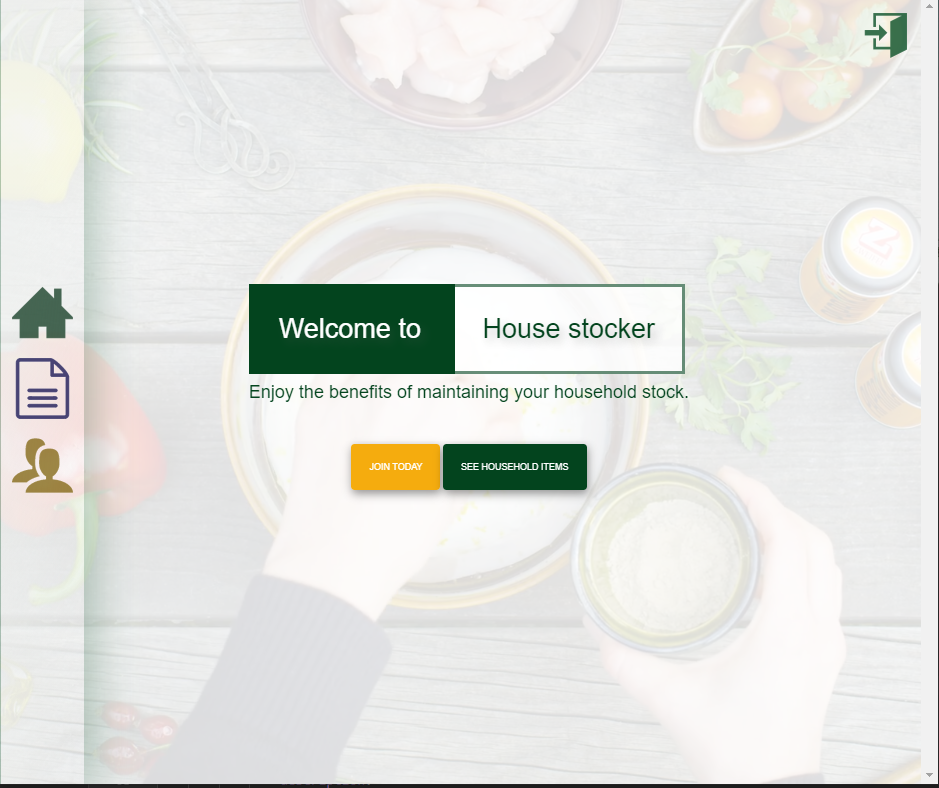 Welcome to House stocker
Enjoy the benefits of maintaining your household stock.
JOIN TODAY SEE HOUSEHOLD ITEMS